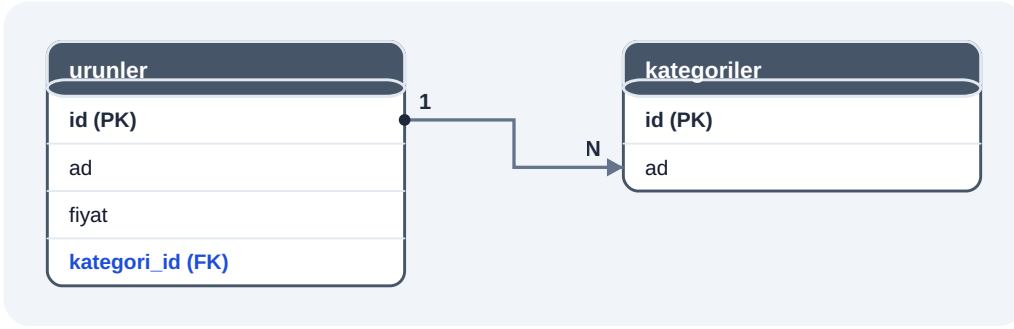 urunler
id (PK)
ad
fiyat
kategori_id (FK)
1
N
kategoriler
id (PK)
ad